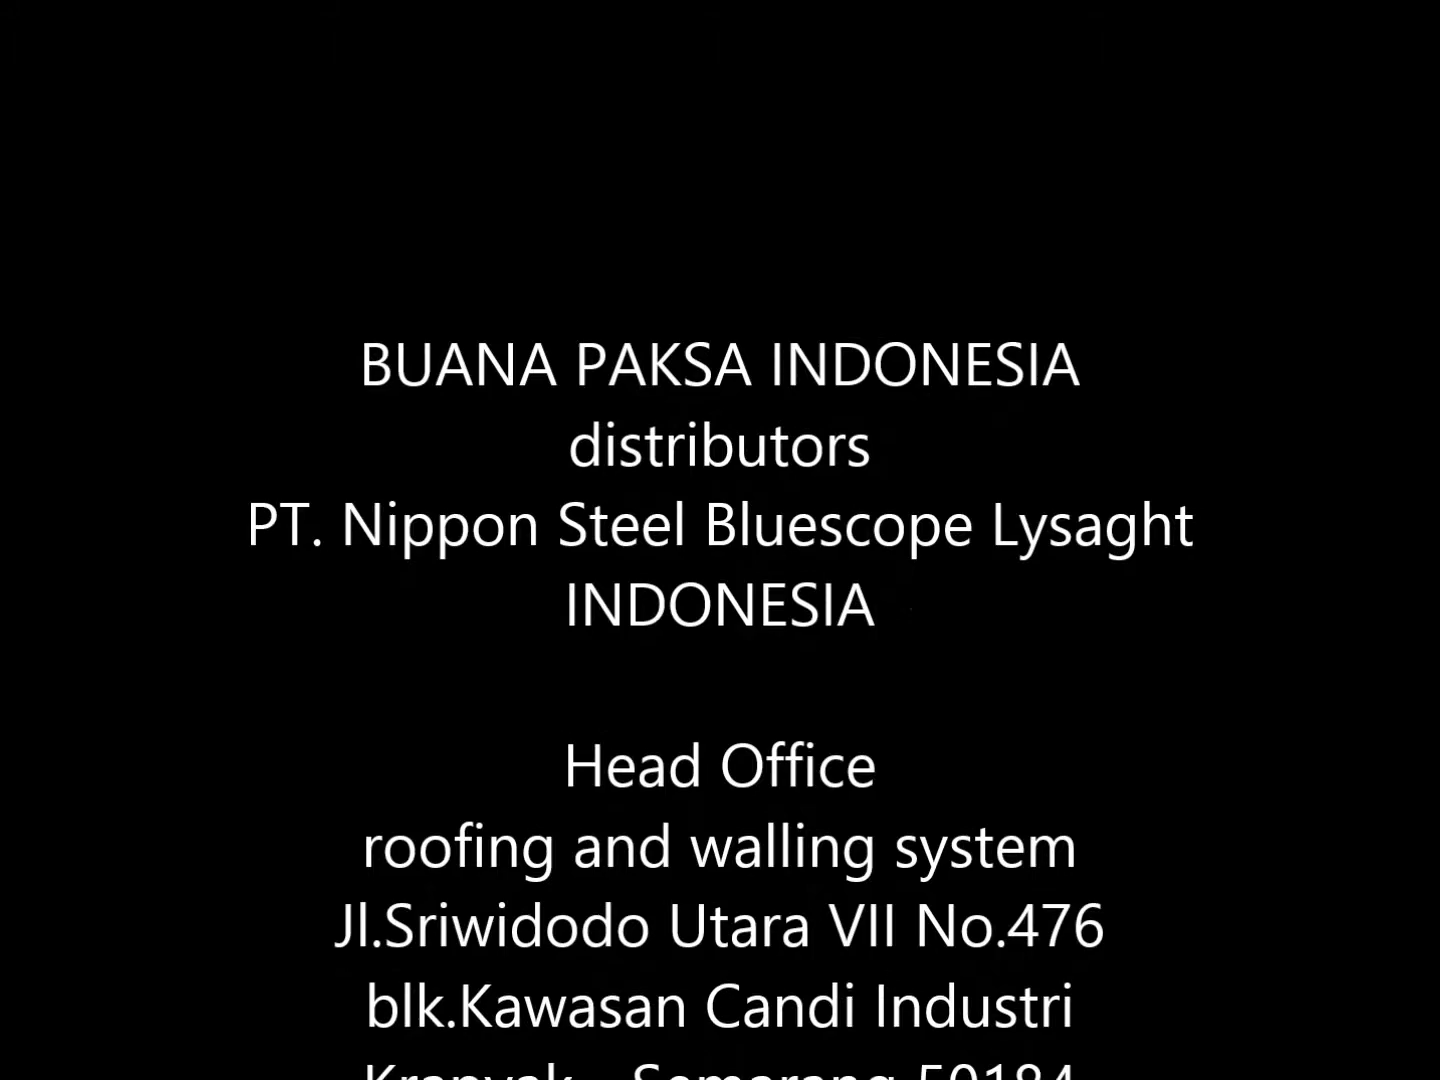 BUANA PAKSA INDONESIA
distributors
PT. Nippon Steel Bluescope Lysaght
INDONESIA
Head Office
roofing and walling system
Jl.Sriwidodo Utara VII No.476
blk.Kawasan Candi Industri
Krapyak - Semarang 50184